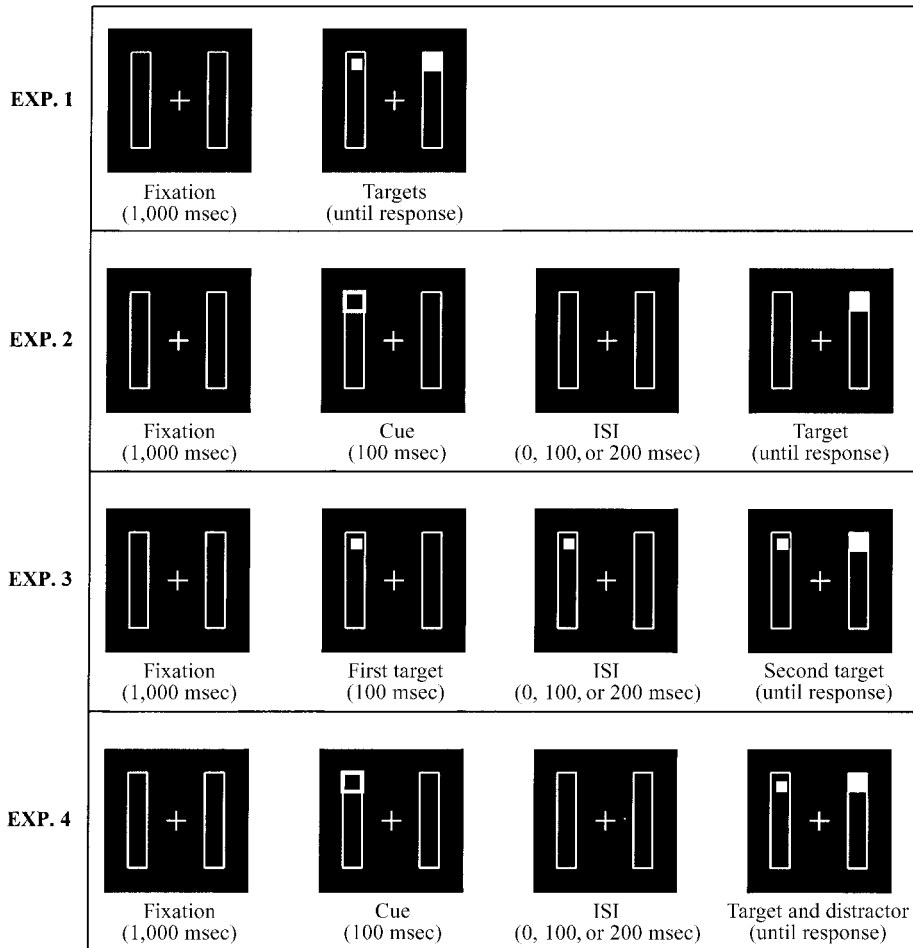 EXP. 1
Fixation
(1,000 msec)
Targets
(until response)
EXP. 2
Fixation
(1,000 msec)
Cue
(100 msec)
ISI
(0, 100, or 200 msec)
Target
(until response)
EXP. 3
Fixation
(1,000 msec)
First target
(100 msec)
ISI
(0, 100, or 200 msec)
Second target
(until response)
EXP. 4
Fixation
(1,000 msec)
Cue
(100 msec)
ISI
(0, 100, or 200 msec)
Target and distractor
(until response)